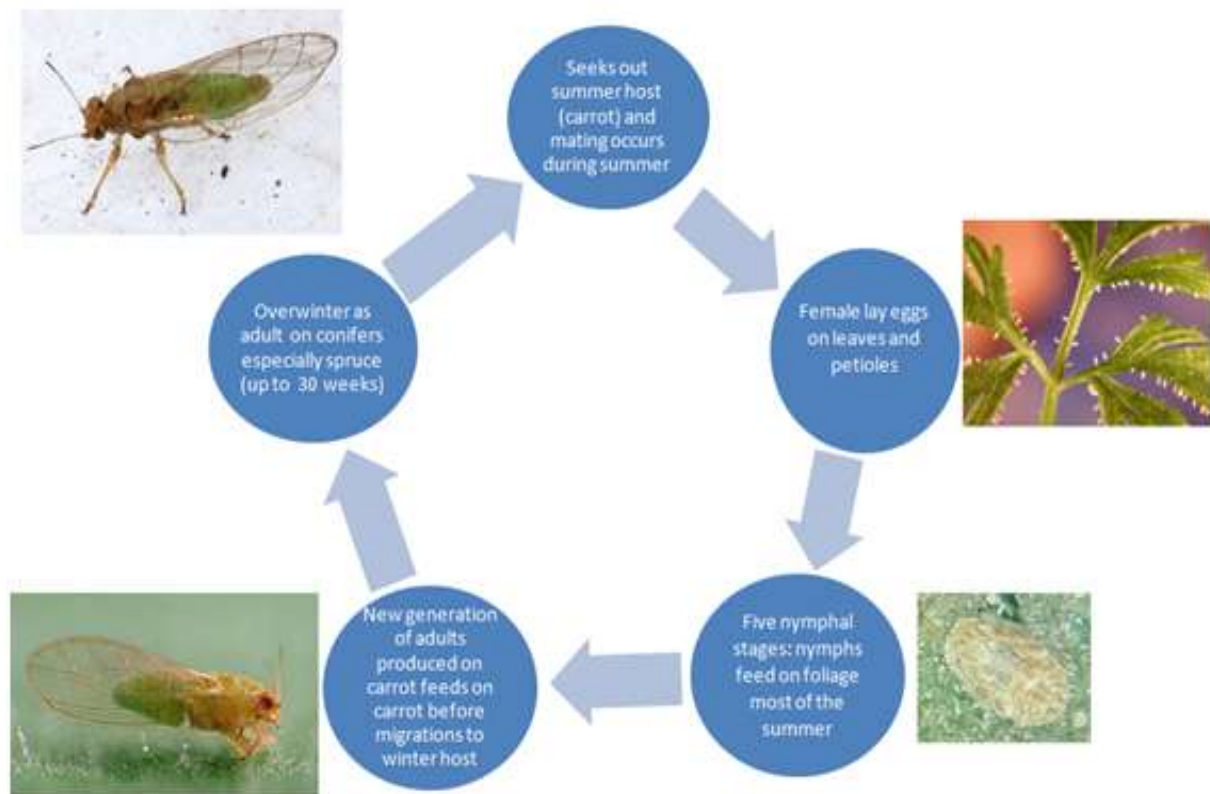 Seeks out
summer host
(carrot) and
mating occurs
during summer
Female lay eggs
on leaves and
petioles
Five nymphal
stages: nymphs
feed on foliage
most of the
summer
New generation
of adults
produced on
carrot feeds on
carrot before
migrations to
winter host
Overwinter as
adult on conifers
especially spruce
(up to 30 weeks)